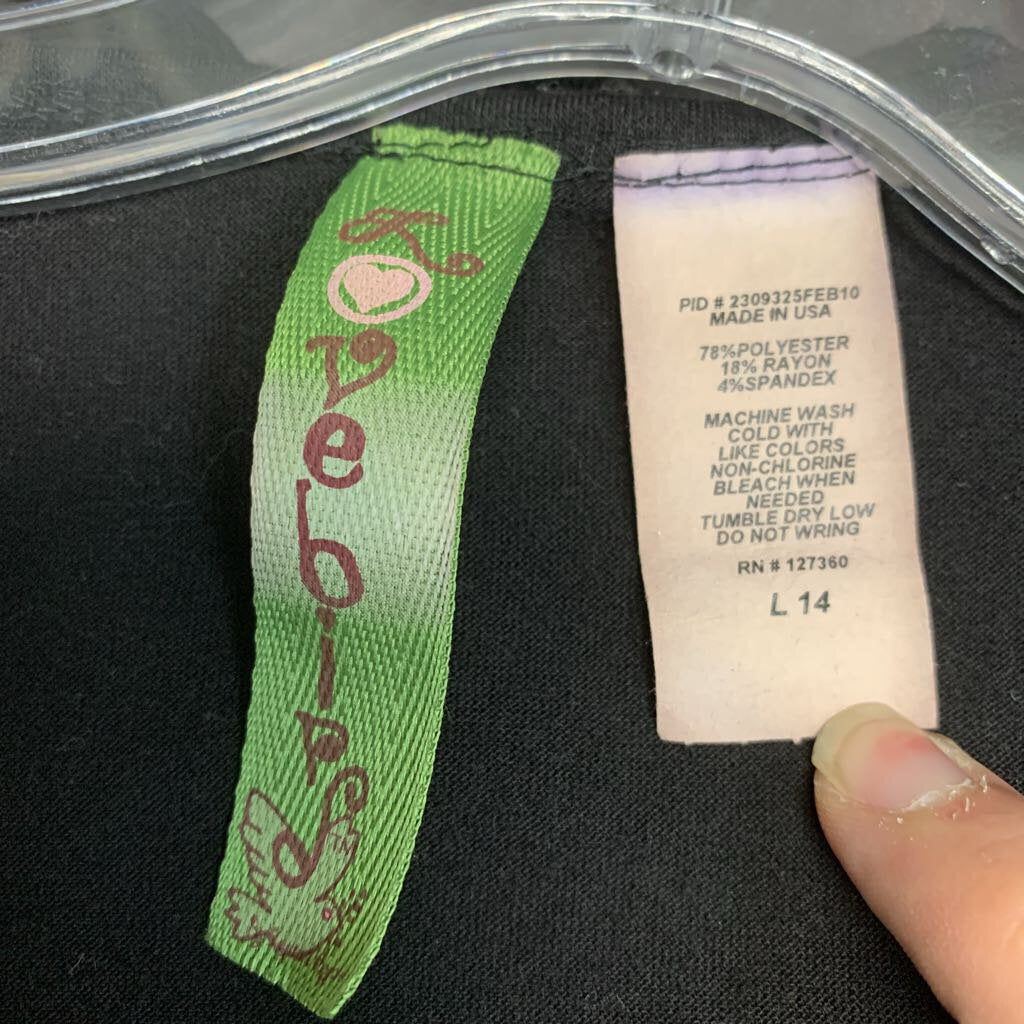 Lovebird
TM
PID # 2309325FEB10
MADE IN USA
78%POLYESTER
18% RAYON
4%SPANDEX
MACHINE WASH
COLD WITH
LIKE COLORS
NON-CHLORINE
BLEACH WHEN
NEEDED
TUMBLE DRY LOW
DO NOT WRING
RN # 127360
L 14